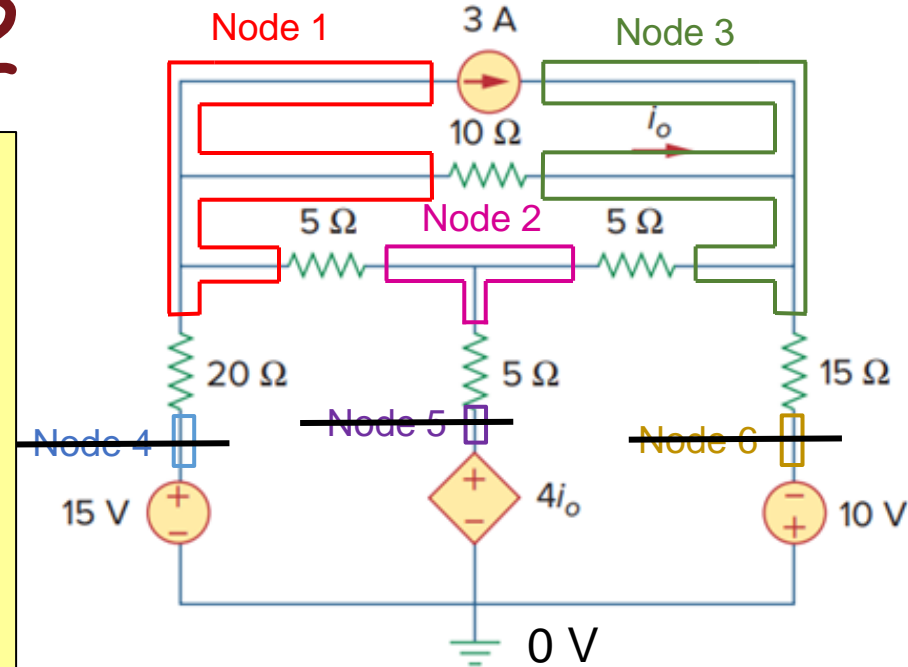 Node 1
3 A
Node 3
10 Ω
i_o
5 Ω
Node 2
5 Ω
20 Ω
5 Ω
15 Ω
Node 4
Node 5
Node 6
15 V
+
−
+
−
4i_o
−
+
10 V
0 V